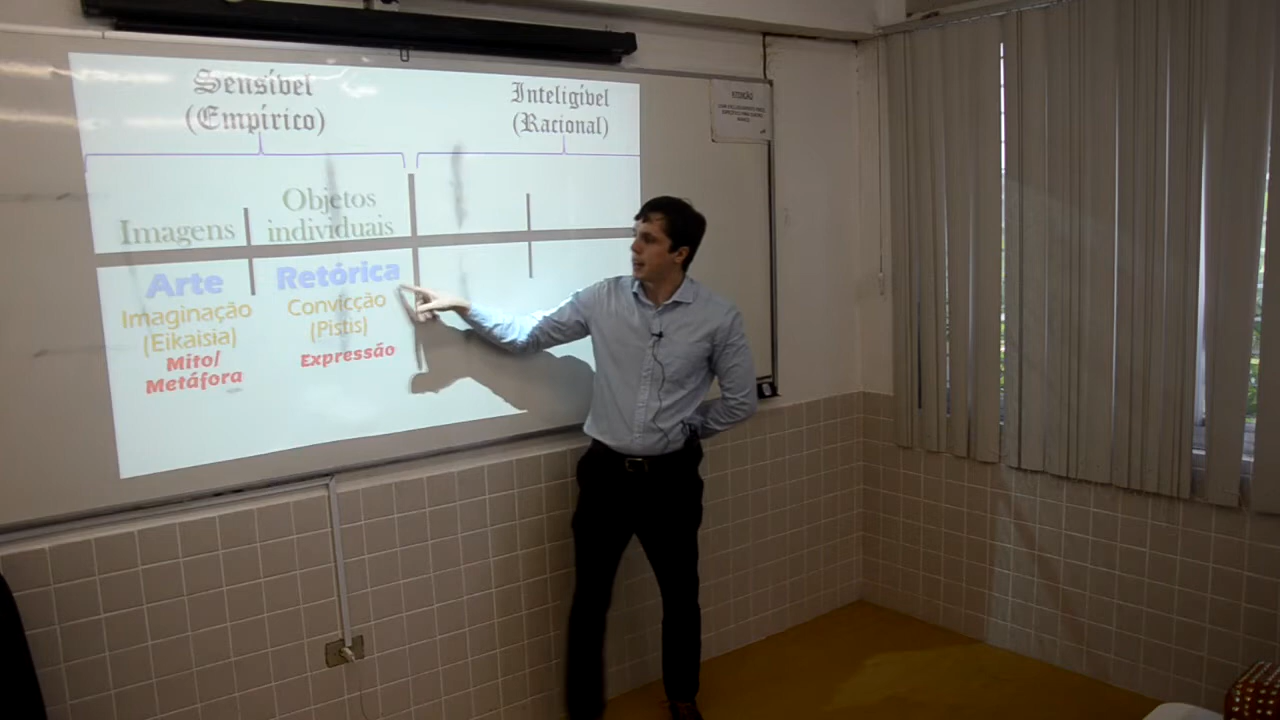 Sensível
(Empírico)
Inteligível
(Racional)
Imagens
Objetos
individuais
Arte
Imaginação
(Eikaisia)
Mito/
Metáfora
Retórica
Convicção
(Pistis)
Expressão